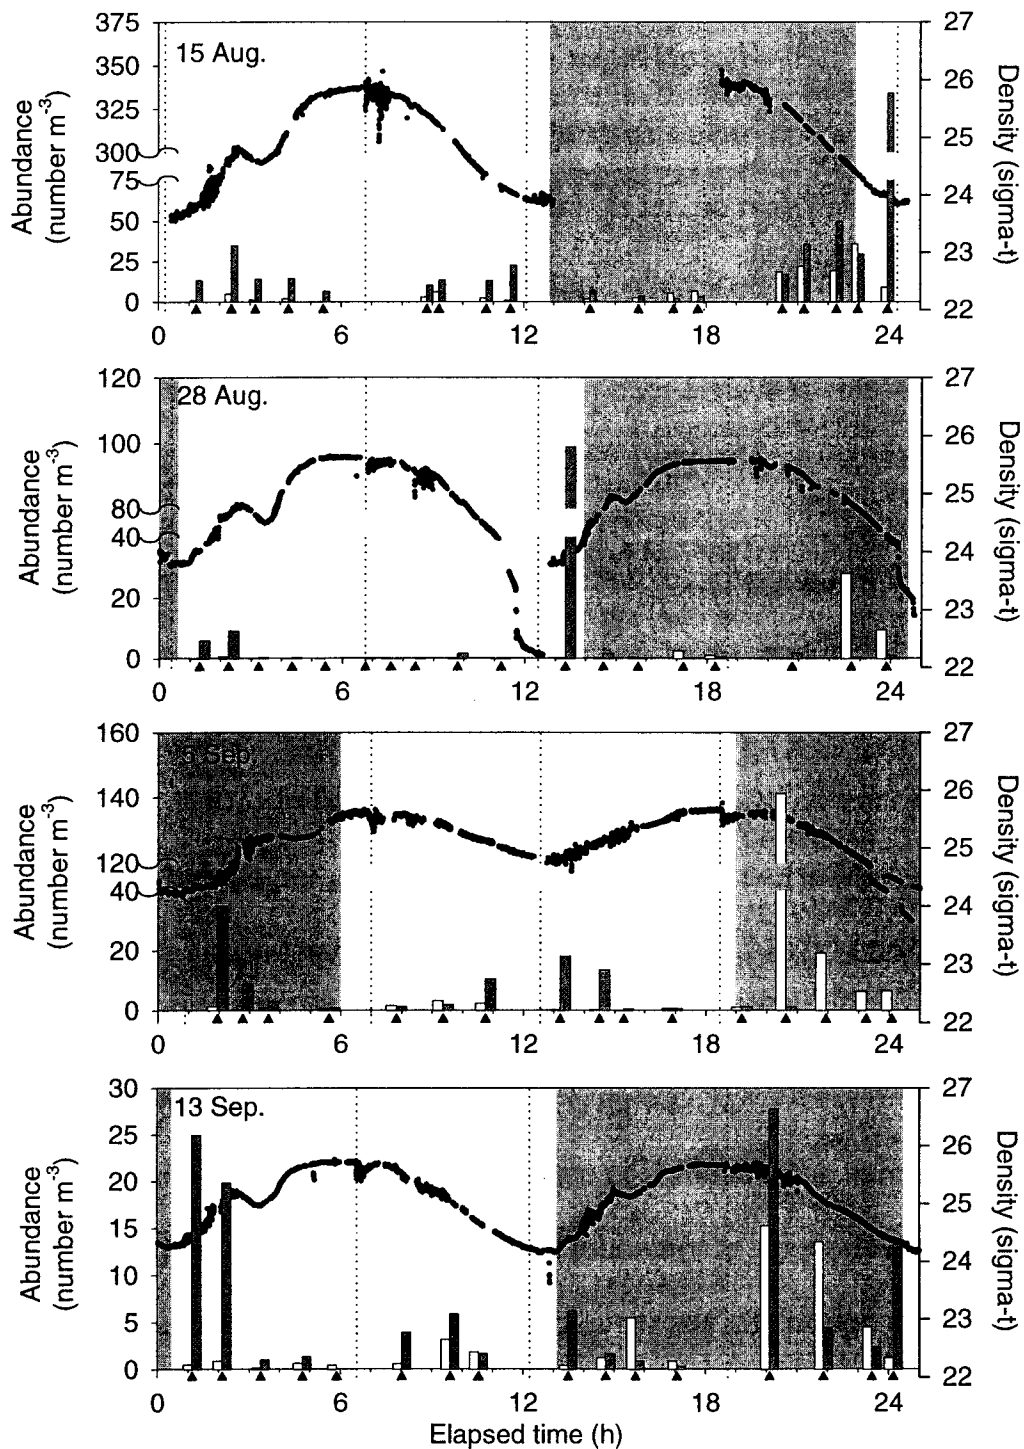 15 Aug.
375
350
325
300
75
50
25
0
Abundance
(number m⁻³)
27
26
25
24
23
22
Density (sigma-t)
0 6 12 18 24
28 Aug.
120
100
80
40
20
0
Abundance
(number m⁻³)
27
26
25
24
23
22
Density (sigma-t)
0 6 12 18 24
Sep.
160
140
120
40
20
0
Abundance
(number m⁻³)
27
26
25
24
23
22
Density (sigma-t)
0 6 12 18 24
13 Sep.
30
25
20
15
10
5
0
Abundance
(number m⁻³)
27
26
25
24
23
22
Density (sigma-t)
0 6 12 18 24
Elapsed time (h)